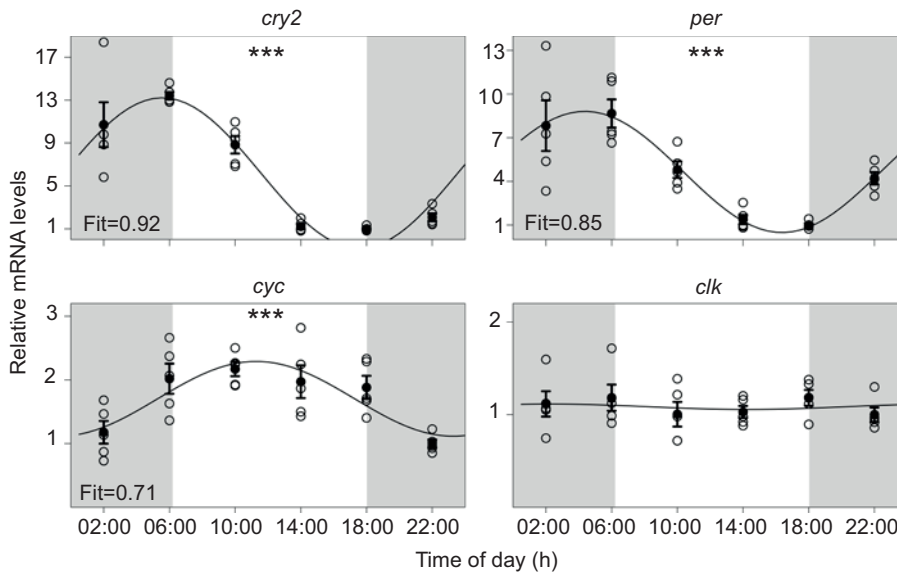 cry2
per
17
13
9
5
1
***
Fit=0.92
13
10
7
4
1
***
Fit=0.85
Relative mRNA levels
cyc
clk
3
2
1
***
Fit=0.71
2
1
02:00 06:00 10:00 14:00 18:00 22:00
02:00 06:00 10:00 14:00 18:00 22:00
Time of day (h)